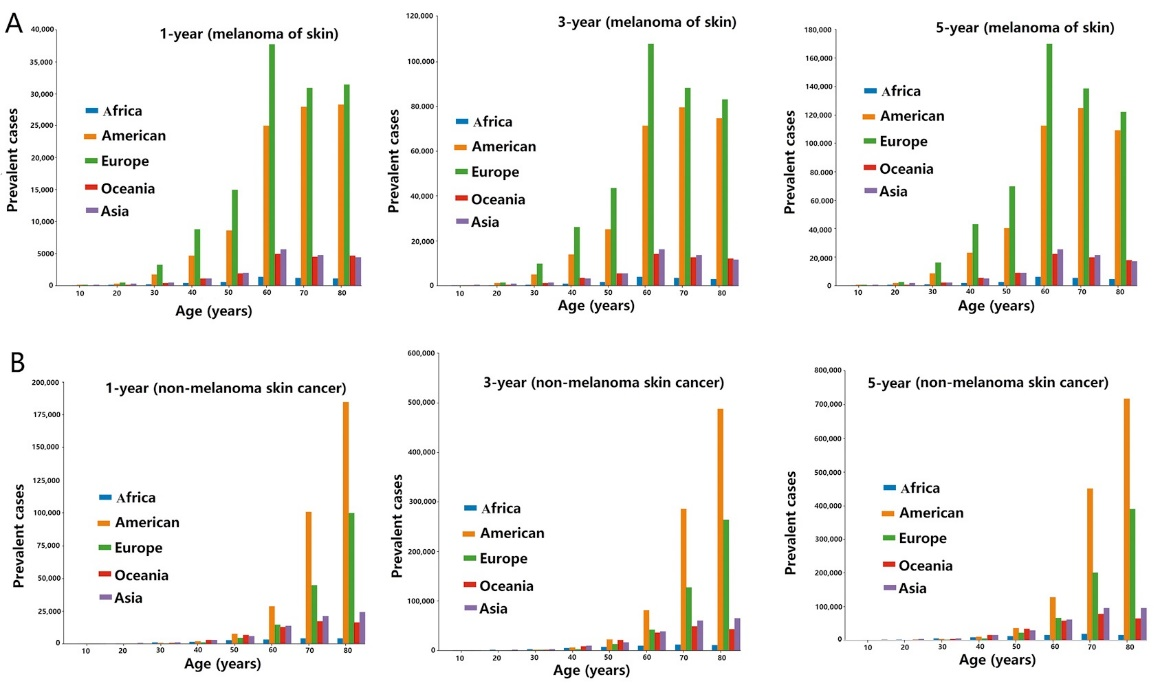 A
1-year (melanoma of skin)
40,000
35,000
30,000
25,000
20,000
15,000
10,000
5000
0
Prevalent cases
Africa
American
Europe
Oceania
Asia
10 20 30 40 50 60 70 80
Age (years)
3-year (melanoma of skin)
120,000
100,000
80,000
60,000
40,000
20,000
0
Prevalent cases
Africa
American
Europe
Oceania
Asia
10 20 30 40 50 60 70 80
Age (years)
5-year (melanoma of skin)
180,000
160,000
140,000
120,000
100,000
80,000
60,000
40,000
20,000
0
Prevalent cases
Africa
American
Europe
Oceania
Asia
10 20 30 40 50 60 70 80
Age (years)
B
1-year (non-melanoma skin cancer)
200,000
175,000
150,000
125,000
100,000
75,000
50,000
25,000
0
Prevalent cases
Africa
American
Europe
Oceania
Asia
10 20 30 40 50 60 70 80
Age (years)
3-year (non-melanoma skin cancer)
600,000
500,000
400,000
300,000
200,000
100,000
0
Prevalent cases
Africa
American
Europe
Oceania
Asia
10 20 30 40 50 60 70 80
Age (years)
5-year (non-melanoma skin cancer)
800,000
700,000
600,000
500,000
400,000
300,000
200,000
100,000
0
Prevalent cases
Africa
American
Europe
Oceania
Asia
10 20 30 40 50 60 70 80
Age (years)